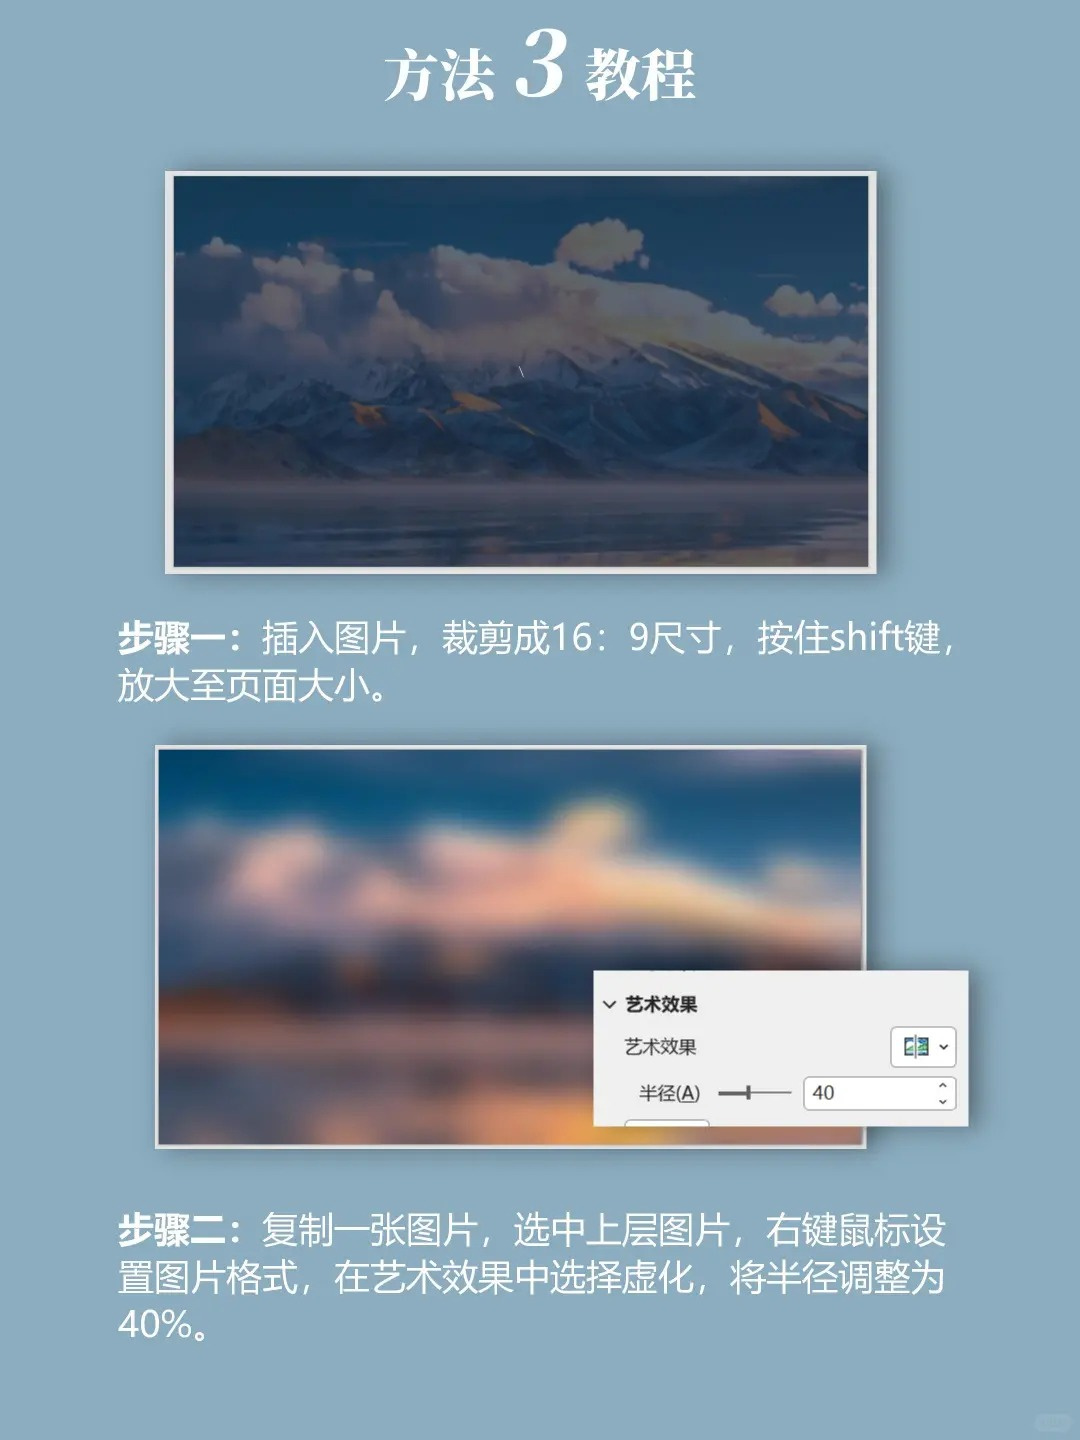 方法 3 教程
步骤一：插入图片，裁剪成16：9尺寸，按住shift键，
放大至页面大小。
艺术效果
艺术效果
半径(A) 40
步骤二：复制一张图片，选中上层图片，右键鼠标设
置图片格式，在艺术效果中选择虚化，将半径调整为
40%。